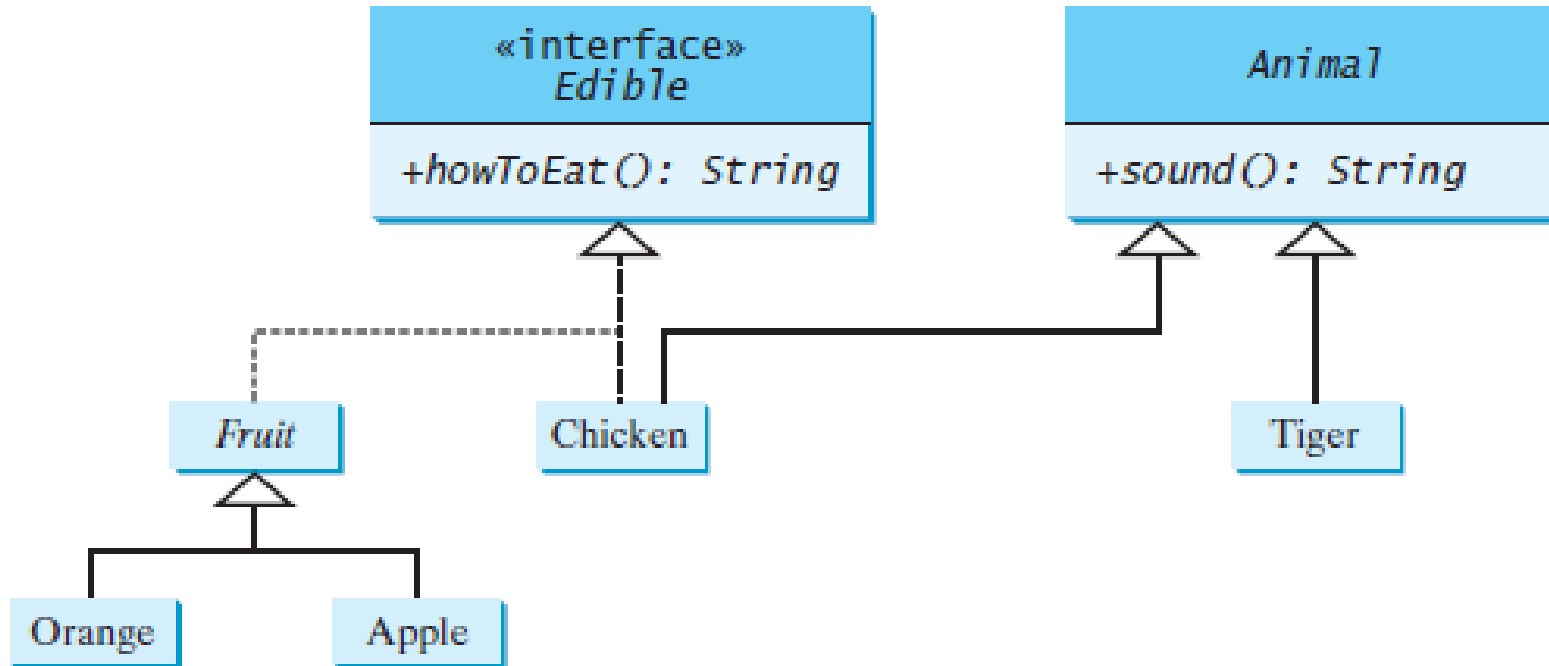 «interface»
Edible
+howToEat(): String
Animal
+sound(): String
Fruit
Chicken
Tiger
Orange
Apple